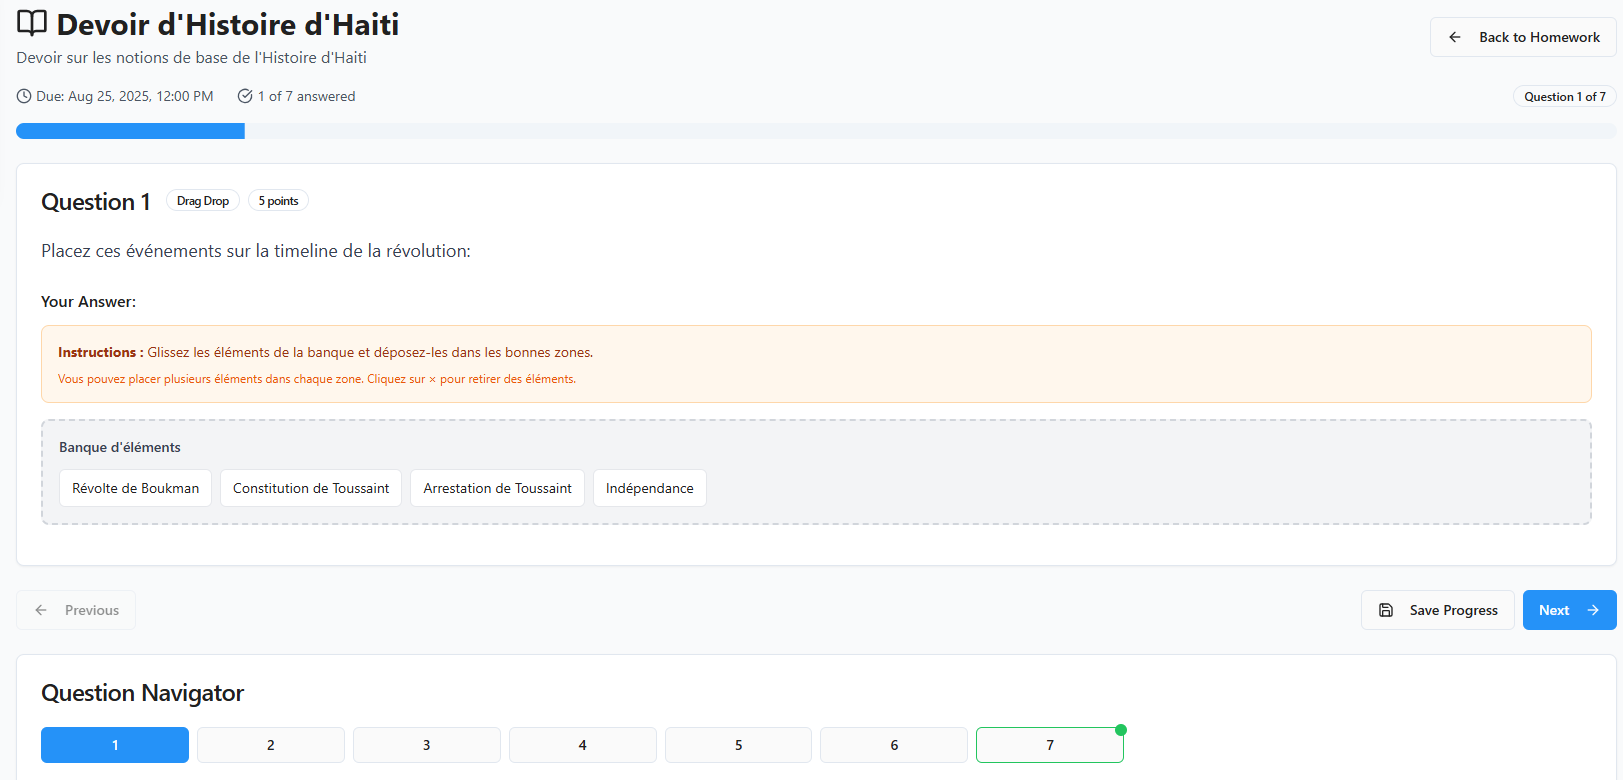 Devoir d'Histoire d'Haiti
Devoir sur les notions de base de l'Histoire d'Haiti
Back to Homework
Due: Aug 25, 2025, 12:00 PM
1 of 7 answered
Question 1 of 7
Question 1
Drag Drop
5 points
Placez ces événements sur la timeline de la révolution:
Your Answer:
Instructions : Glissez les éléments de la banque et déposez-les dans les bonnes zones.
Vous pouvez placer plusieurs éléments dans chaque zone. Cliquez sur × pour retirer des éléments.
Banque d'éléments
Révolte de Boukman
Constitution de Toussaint
Arrestation de Toussaint
Indépendance
Previous
Save Progress
Next
Question Navigator
1
2
3
4
5
6
7